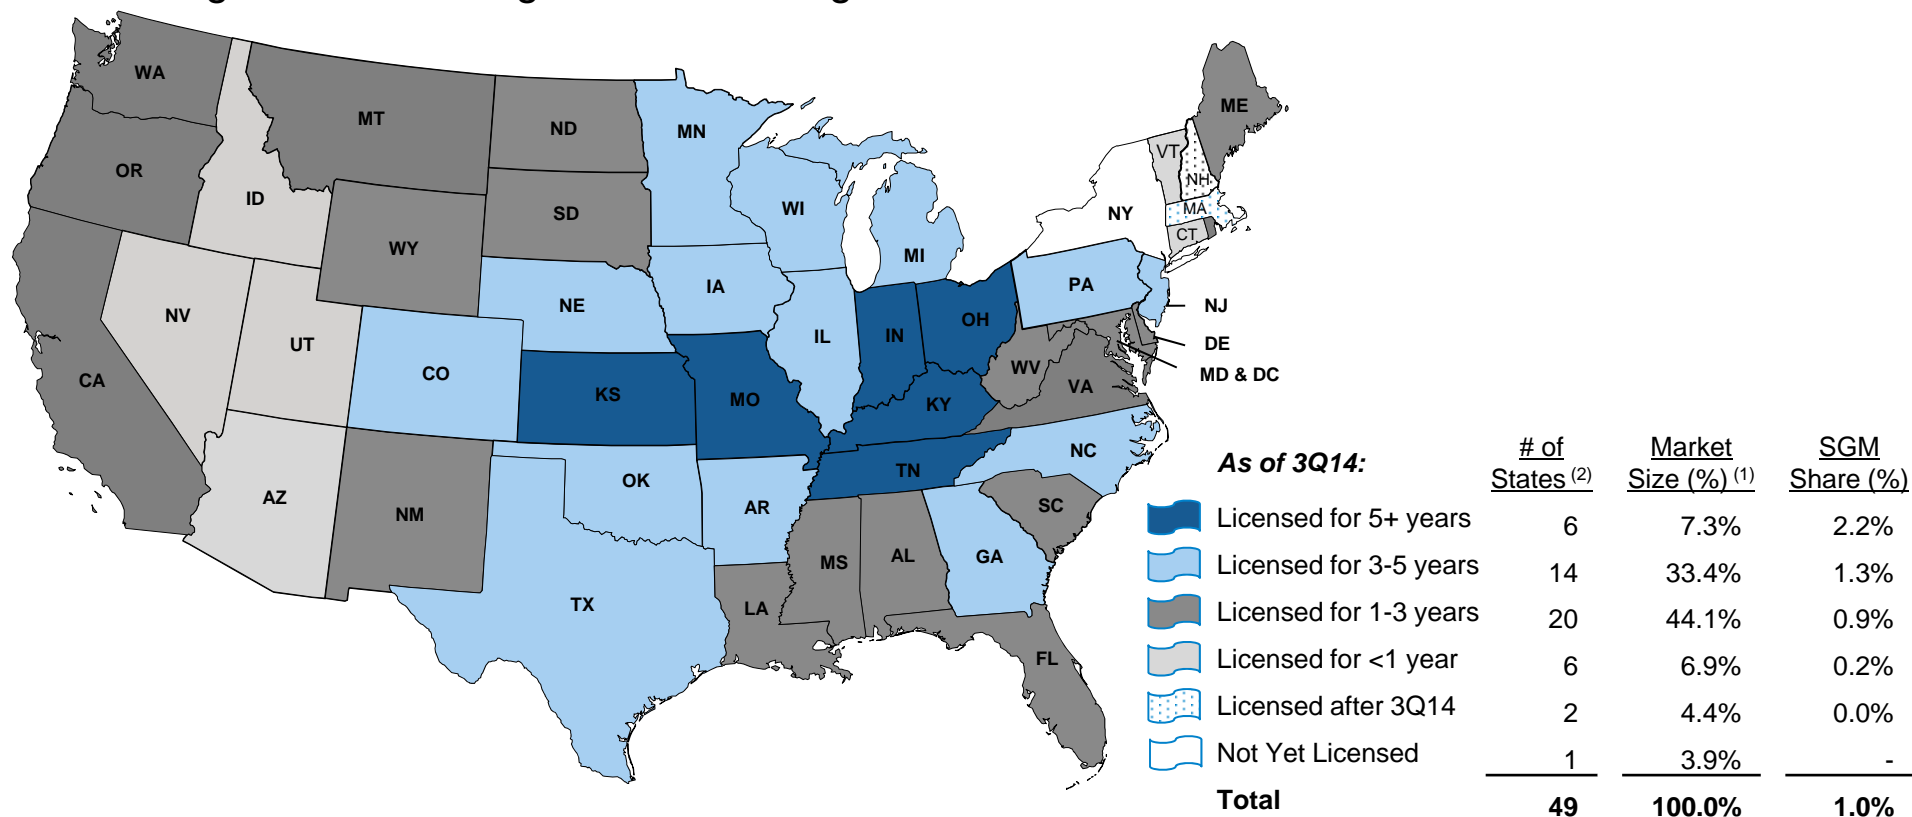 WA
MT
ND
MN
ME
OR
ID
SD
WI
VT
NH
MA
NY
CT
WY
MI
IA
PA
NE
NJ
NV
UT
CO
IL
IN
OH
DE
WV
MD & DC
CA
KS
MO
KY
VA
AZ
NM
OK
AR
TN
NC
SC
TX
LA
MS
AL
GA
FL
As of 3Q14:
# of States (2)
Market Size (%) (1)
SGM Share (%)
Licensed for 5+ years 6 7.3% 2.2%
Licensed for 3-5 years 14 33.4% 1.3%
Licensed for 1-3 years 20 44.1% 0.9%
Licensed for <1 year 6 6.9% 0.2%
Licensed after 3Q14 2 4.4% 0.0%
Not Yet Licensed 1 3.9% -
Total 49 100.0% 1.0%